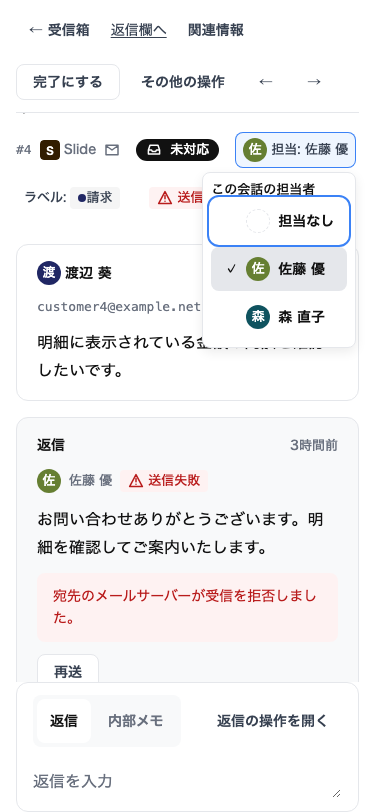 ← 受信箱 返信欄へ 関連情報
完了にする その他の操作 ← →
#4 S Slide 未対応 佐 担当: 佐藤 優
ラベル: 請求 送信
この会話の担当者
担当なし
✓ 佐 佐藤 優
森 森 直子
渡 渡辺 葵
customer4@example.net
明細に表示されている金
したいです。
返信 3時間前
佐 佐藤 優 送信失敗
お問い合わせありがとうございます。明
細を確認してご案内いたします。
宛先のメールサーバーが受信を拒否しまし
た。
再送
返信 内部メモ 返信の操作を開く
返信を入力